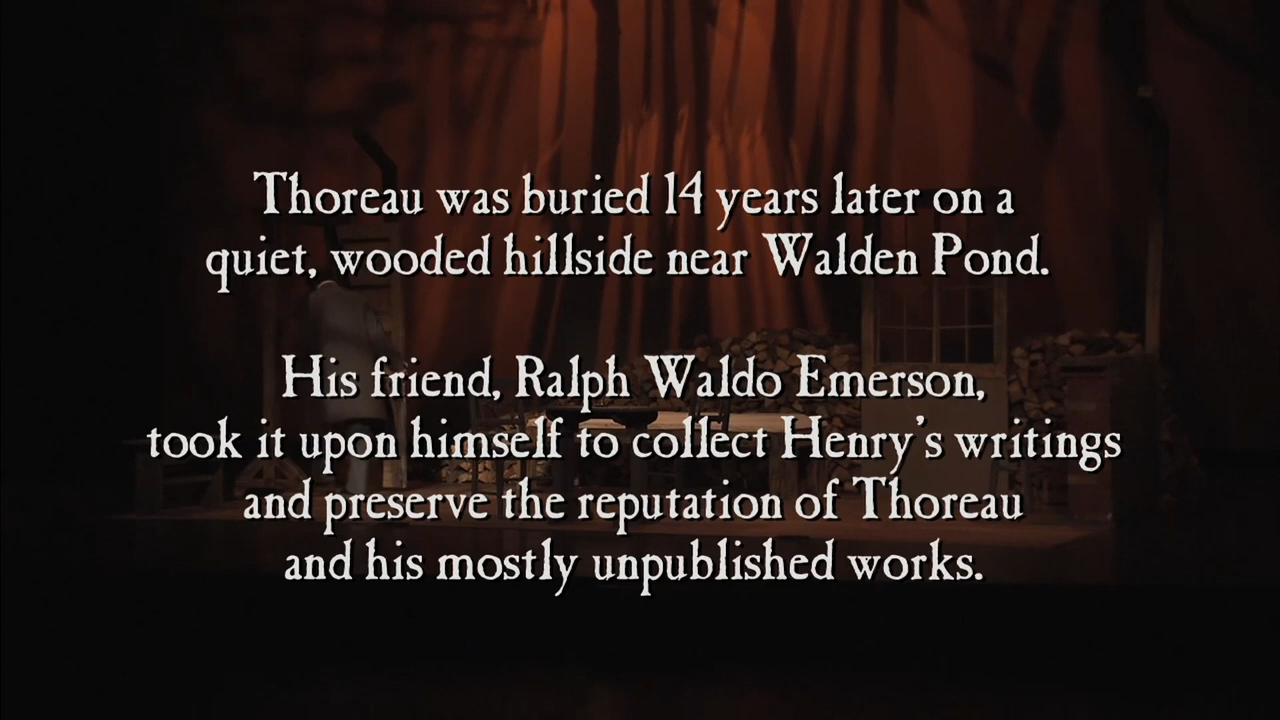 Thoreau was buried 14 years later on a
quiet, wooded hillside near Walden Pond.
His friend, Ralph Waldo Emerson,
took it upon himself to collect Henry's writings
and preserve the reputation of Thoreau
and his mostly unpublished works.